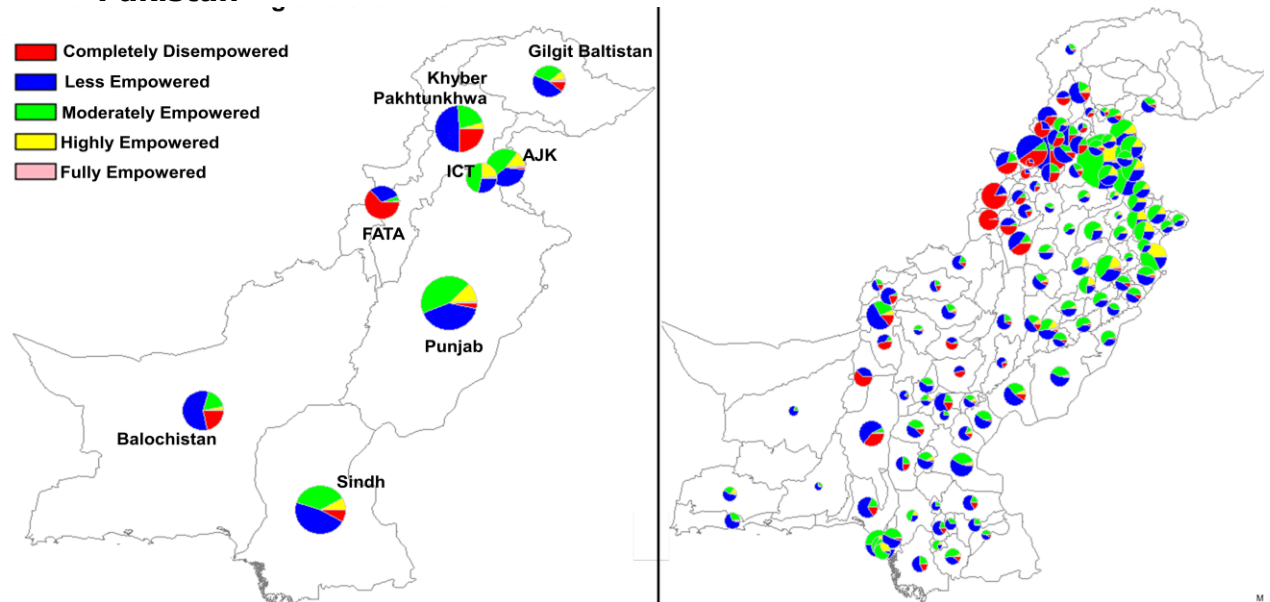 Completely Disempowered
Less Empowered
Moderately Empowered
Highly Empowered
Fully Empowered
Gilgit Baltistan
Khyber
Pakhtunkhwa
AJK
ICT
FATA
Punjab
Balochistan
Sindh
M